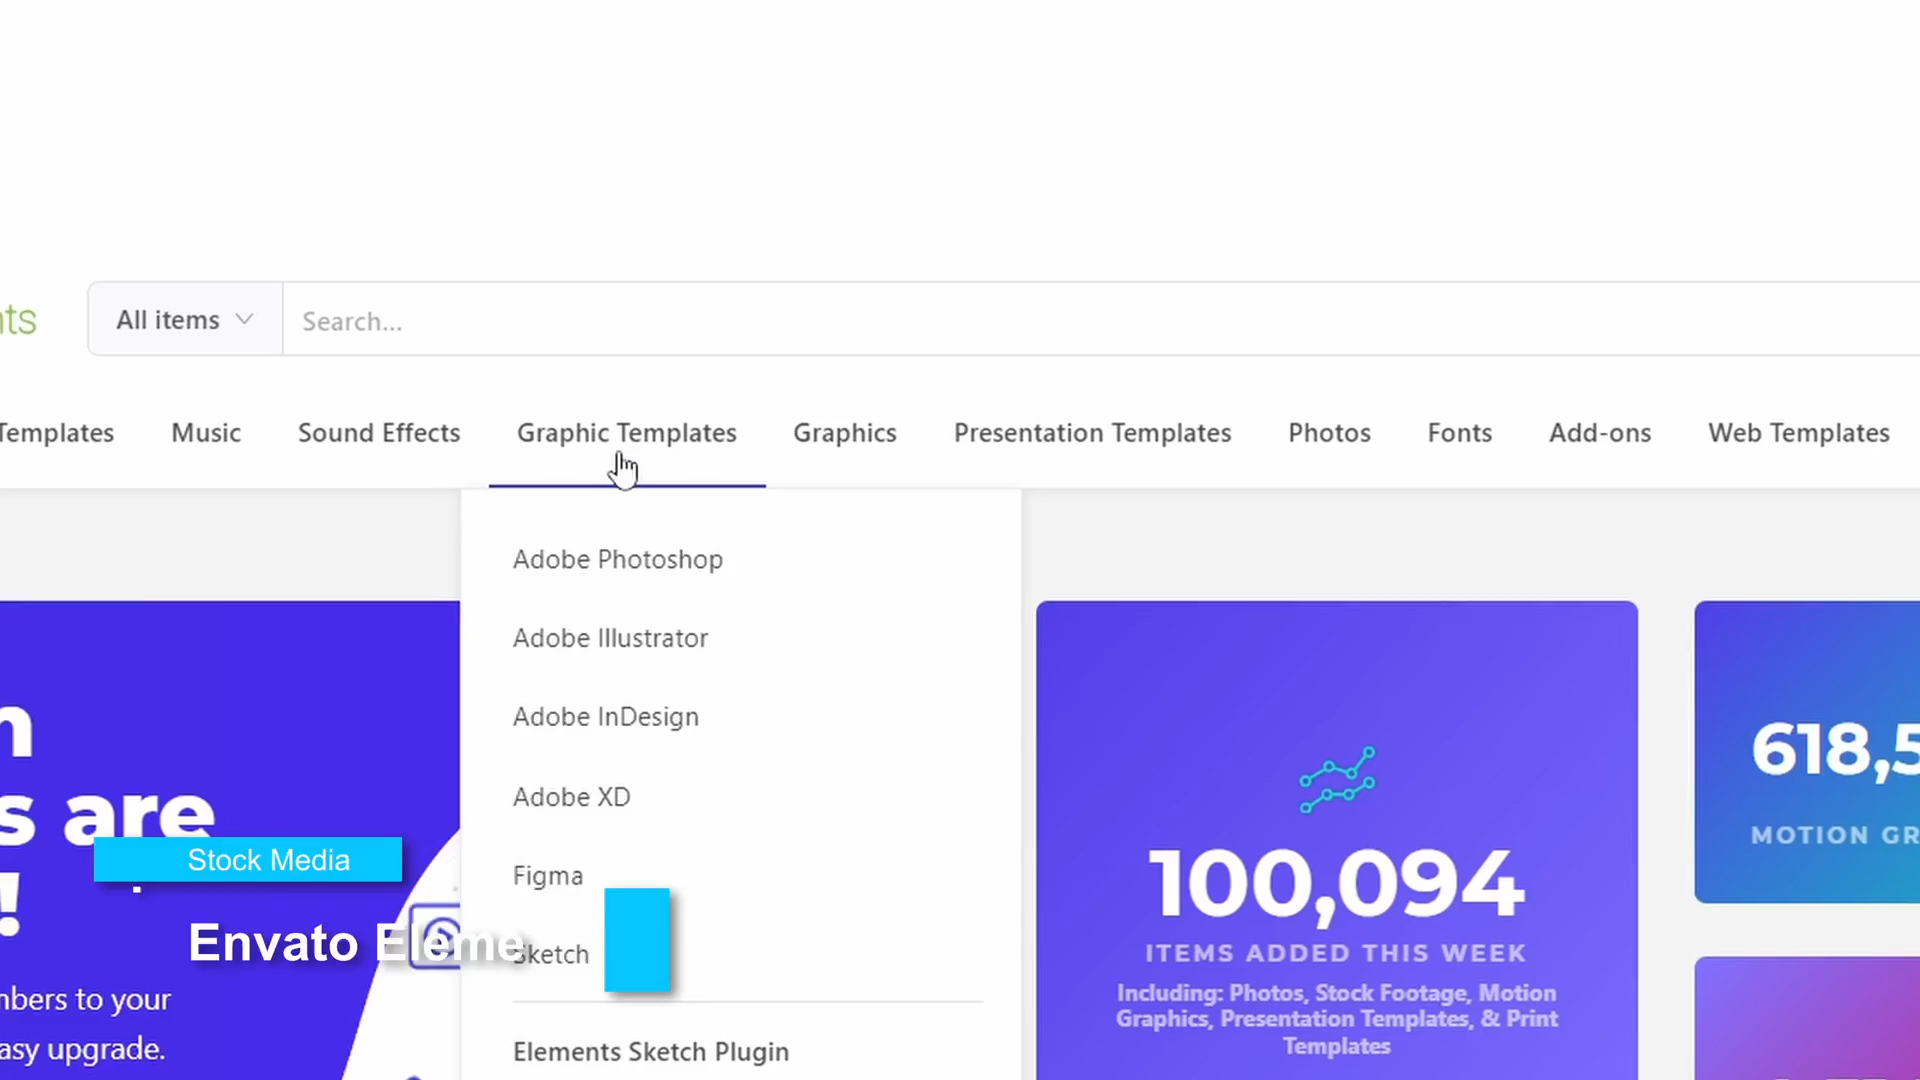 nts
All items
Search...
Templates Music Sound Effects Graphic Templates Graphics Presentation Templates Photos Fonts Add-ons Web Templates
Adobe Photoshop
Adobe Illustrator
Adobe InDesign
Adobe XD
Figma
Sketch
Elements Sketch Plugin
n
s are
!
Stock Media
Envato Eleme
mbers to your
asy upgrade.
100,094
ITEMS ADDED THIS WEEK
Including: Photos, Stock Footage, Motion
Graphics, Presentation Templates, & Print
Templates
618,5
MOTION GR